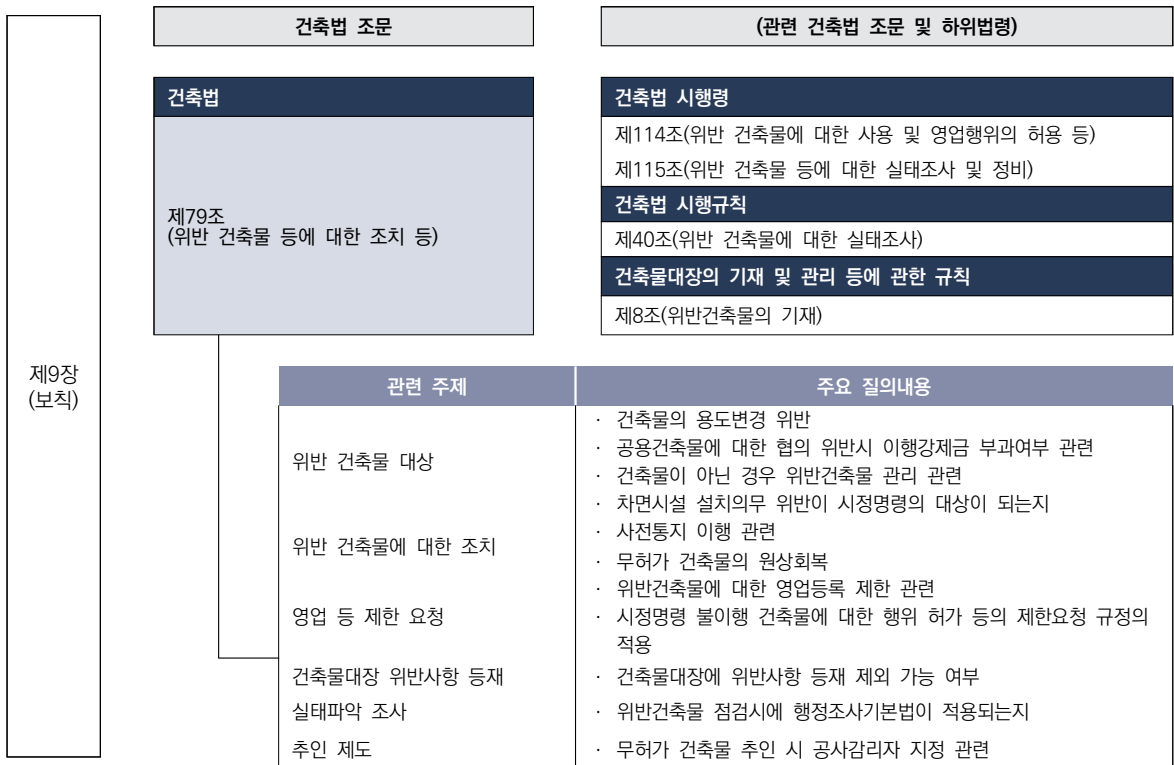 건축법 조문
(관련 건축법 조문 및 하위법령)
건축법
제79조
(위반 건축물 등에 대한 조치 등)
건축법 시행령
제114조(위반 건축물에 대한 사용 및 영업행위의 허용 등)
제115조(위반 건축물 등에 대한 실태조사 및 정비)
건축법 시행규칙
제40조(위반 건축물에 대한 실태조사)
건축물대장의 기재 및 관리 등에 관한 규칙
제8조(위반건축물의 기재)
제9장
(보칙)
관련 주제
주요 질의내용
위반 건축물 대상
· 건축물의 용도변경 위반
· 공용건축물에 대한 협의 위반시 이행강제금 부과여부 관련
· 건축물이 아닌 경우 위반건축물 관리 관련
· 차면시설 설치의무 위반이 시정명령의 대상이 되는지
위반 건축물에 대한 조치
· 사전통지 이행 관련
· 무허가 건축물의 원상회복
영업 등 제한 요청
· 위반건축물에 대한 영업등록 제한 관련
· 시정명령 불이행 건축물에 대한 행위 허가 등의 제한요청 규정의
적용
건축물대장 위반사항 등재
· 건축물대장에 위반사항 등재 제외 가능 여부
실태파악 조사
· 위반건축물 점검시에 행정조사기본법이 적용되는지
추인 제도
· 무허가 건축물 추인 시 공사감리자 지정 관련